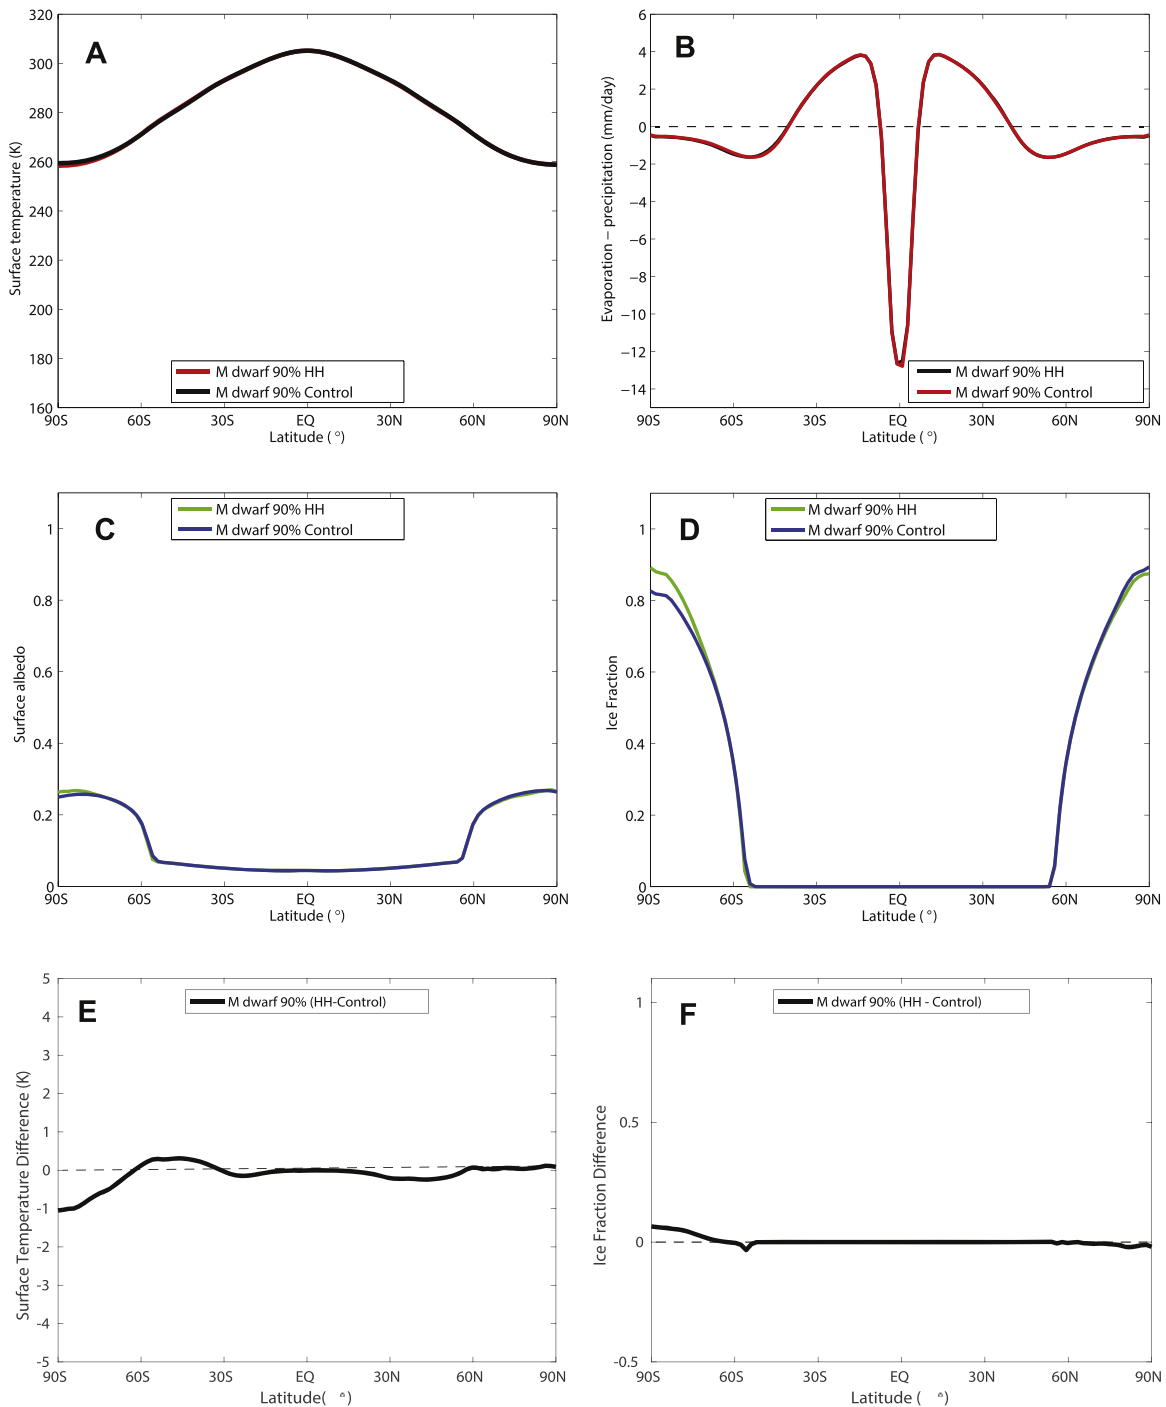 A
Surface temperature (K)
320
300
280
260
240
220
200
180
160
M dwarf 90% HH
M dwarf 90% Control
90S 60S 30S EQ 30N 60N 90N
Latitude ( °)
B
Evaporation – precipitation (mm/day)
6
4
2
0
−2
−4
−6
−8
−10
−12
−14
M dwarf 90% HH
M dwarf 90% Control
90S 60S 30S EQ 30N 60N 90N
Latitude ( °)
C
Surface albedo
M dwarf 90% HH
M dwarf 90% Control
1
0.8
0.6
0.4
0.2
0
90S 60S 30S EQ 30N 60N 90N
Latitude ( °)
D
Ice Fraction
M dwarf 90% HH
M dwarf 90% Control
1
0.8
0.6
0.4
0.2
0
90S 60S 30S EQ 30N 60N 90N
Latitude ( °)
E
Surface Temperature Difference (K)
M dwarf 90% (HH-Control)
5
4
3
2
1
0
-1
-2
-3
-4
-5
90S 60S 30S EQ 30N 60N 90N
Latitude( °)
F
Ice Fraction Difference
M dwarf 90% (HH - Control)
1
0.5
0
-0.5
90S 60S 30S EQ 30N 60N 90N
Latitude ( °)